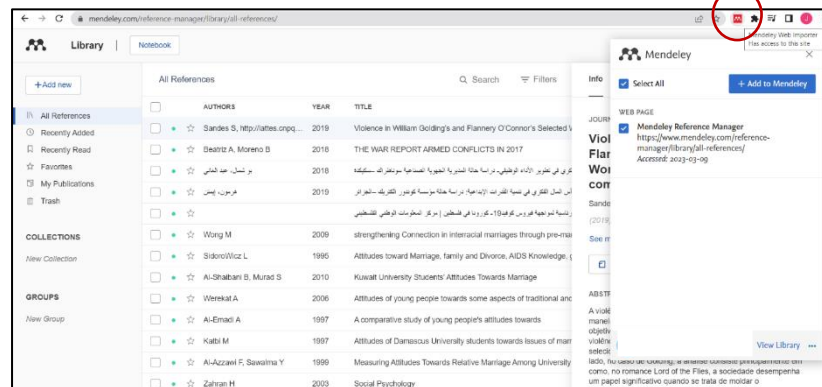 mendeley.com/reference-manager/library/all-references/
Mendeley Web Importer
Has access to this site
Library
Notebook
Mendeley
Select All
+ Add to Mendeley
WEB PAGE
Mendeley Reference Manager
https://www.mendeley.com/reference-
manager/library/all-references/
Accessed: 2023-03-09
View Library
+Add new
All References
Recently Added
Recently Read
Favorites
My Publications
Trash
COLLECTIONS
New Collection
GROUPS
New Group
All References
Search
Filters
AUTHORS YEAR TITLE
Sandes S, http://lattes.cnpq... 2019 Violence in William Golding's and Flannery O'Connor's Selected
Beatriz A, Moreno B 2018 THE WAR REPORT ARMED CONFLICTS IN 2017
2018
2019
Wong M 2009 strengthening Connection in interracial marriages through pre-mar
SidoroWicz L 1995 Attitudes toward Marriage, family and Divorce, AIDS Knowledge,
Al-Shaibani B, Murad S 2010 Kuwait University Students' Attitudes Towards Marriage
Werekat A 2006 Attitudes of young people towards some aspects of traditional and
Al-Emadi A 1997 A comparative study of young people's attitudes towards
Katbi M 1997 Attitudes of Damascus University students towards issues of marr
Al-Azzawi F, Sawalma Y 1999 Measuring Attitudes Towards Relative Marriage Among University
Zahran H 2003 Social Psychology
Info
JOURN
Viol
Flar
Wor
com
Sande
(2019)
See m
ABSTR
A violê
manei
objetiv
violên
selecio
lado, no caso de Golding, a análise consiste principalmente em
como, no romance Lord of the Flies, a sociedade desempenha
um papel significativo quando se trata de moldar o